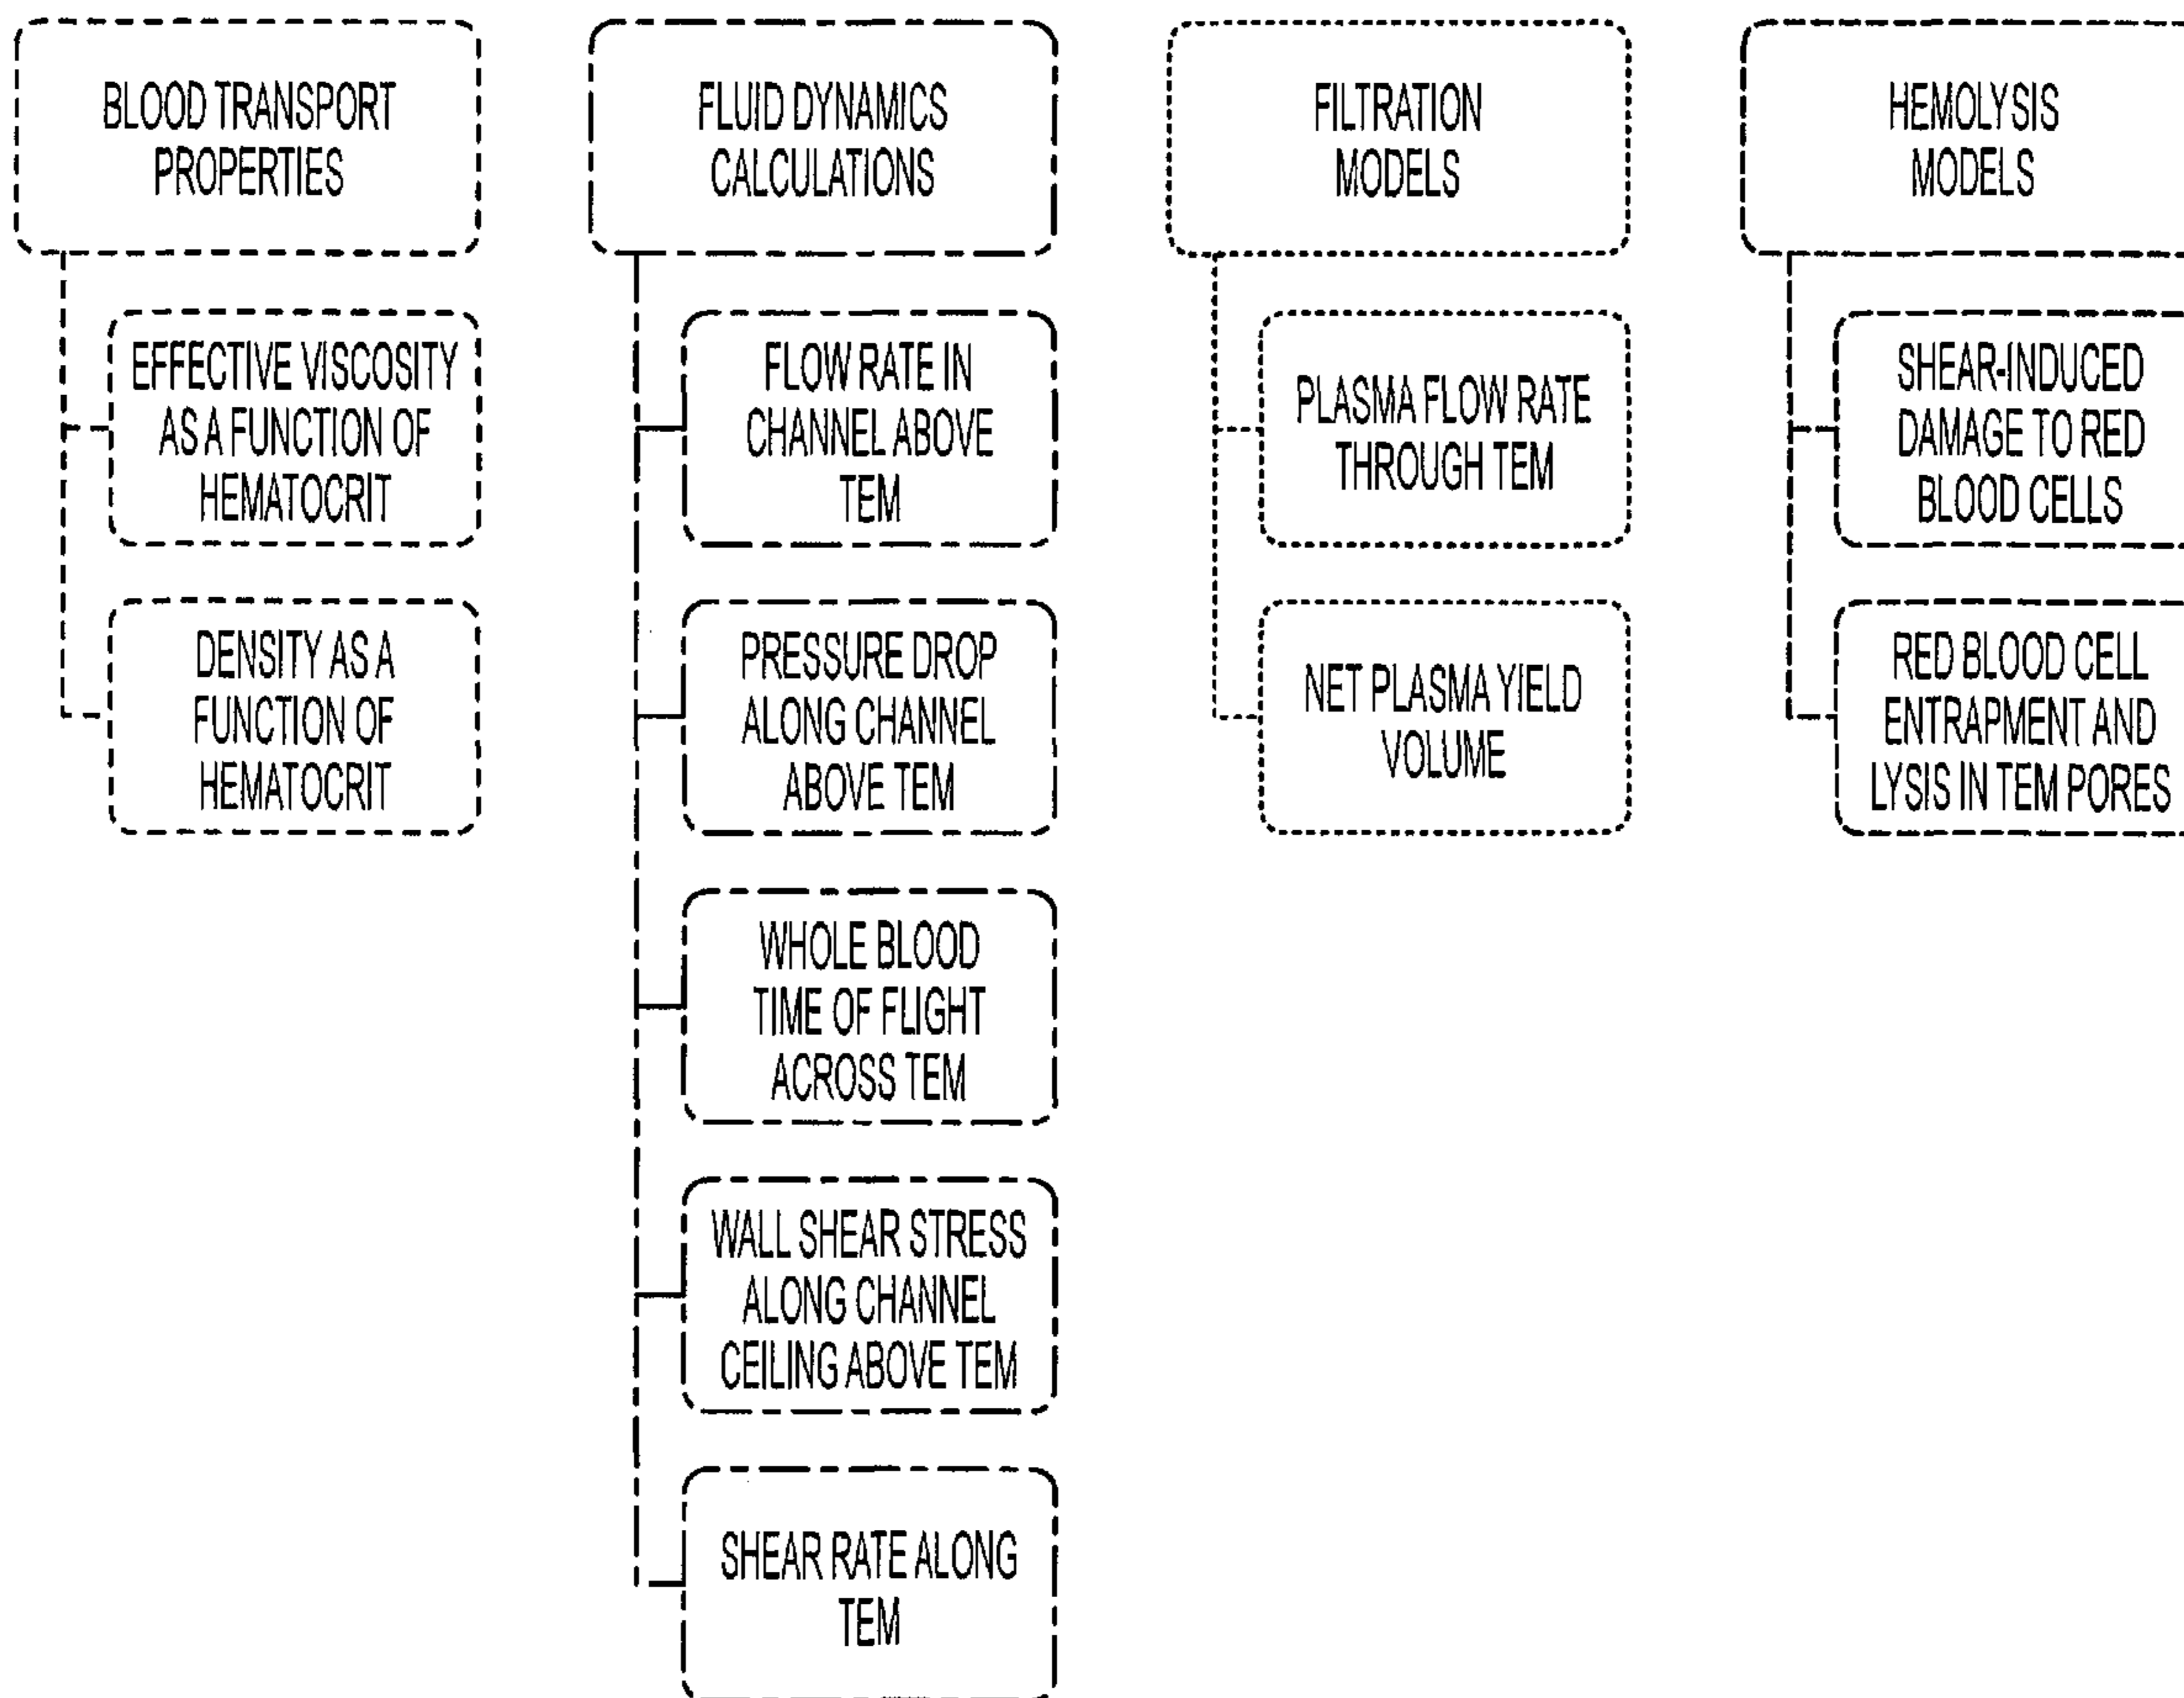 BLOOD TRANSPORT
PROPERTIES
EFFECTIVE VISCOSITY
AS A FUNCTION OF
HEMATOCRIT
DENSITY AS A
FUNCTION OF
HEMATOCRIT
FLUID DYNAMICS
CALCULATIONS
FLOW RATE IN
CHANNEL ABOVE
TEM
PRESSURE DROP
ALONG CHANNEL
ABOVE TEM
WHOLE BLOOD
TIME OF FLIGHT
ACROSS TEM
WALL SHEAR STRESS
ALONG CHANNEL
CEILING ABOVE TEM
SHEAR RATE ALONG
TEM
FILTRATION
MODELS
PLASMA FLOW RATE
THROUGH TEM
NET PLASMA YIELD
VOLUME
HEMOLYSIS
MODELS
SHEAR-INDUCED
DAMAGE TO RED
BLOOD CELLS
RED BLOOD CELL
ENTRAPMENT AND
LYSIS IN TEM PORES